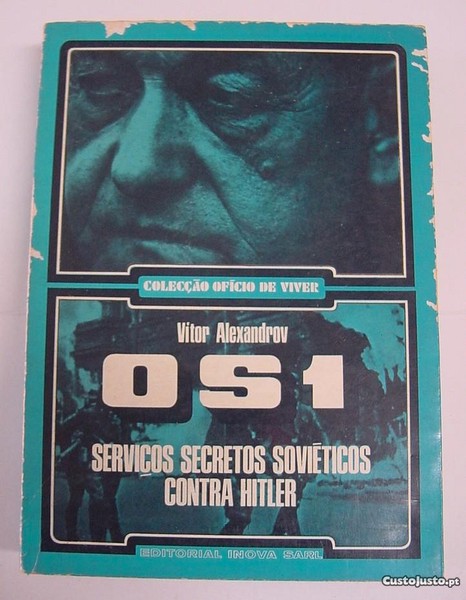 COLECÇÃO OFÍCIO DE VIVER
Vitor Alexandrov
OS1
SERVIÇOS SECRETOS SOVIÉTICOS
CONTRA HITLER
EDITORIAL INOVA SARL
CustoJusto.pt